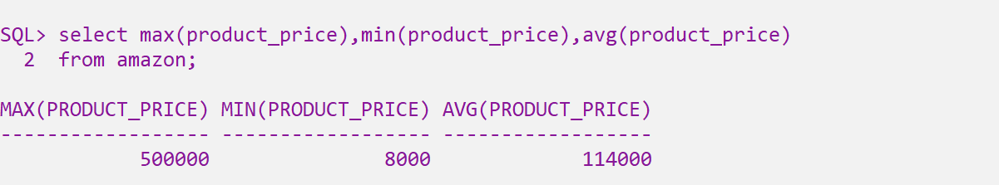 SQL> select max(product_price),min(product_price),avg(product_price)
  2  from amazon;
MAX(PRODUCT_PRICE) MIN(PRODUCT_PRICE) AVG(PRODUCT_PRICE)
------------------ ------------------ ------------------
            500000               8000             114000